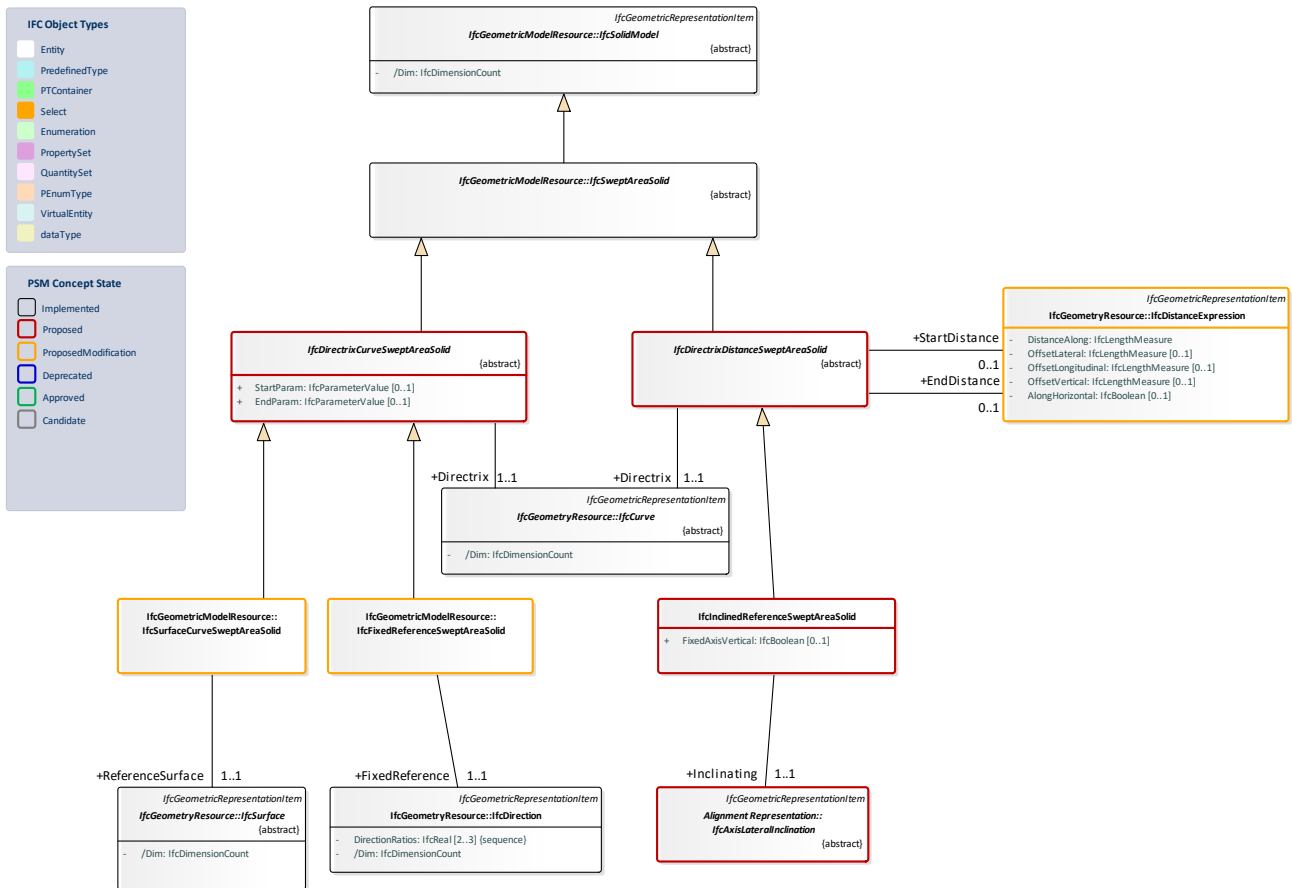 IFC Object Types
Entity
PredefinedType
PTContainer
Select
Enumeration
PropertySet
QuantitySet
PEnumType
VirtualEntity
dataType
PSM Concept State
Implemented
Proposed
ProposedModification
Deprecated
Approved
Candidate
IfcGeometricRepresentationItem
IfcGeometricModelResource::IfcSolidModel
{abstract}
- /Dim: IfcDimensionCount
IfcGeometricModelResource::IfcSweptAreaSolid
{abstract}
IfcDirectrixCurveSweptAreaSolid
{abstract}
+ StartParam: IfcParameterValue [0..1]
+ EndParam: IfcParameterValue [0..1]
IfcDirectrixDistanceSweptAreaSolid
{abstract}
+StartDistance
0..1
+EndDistance
0..1
IfcGeometricRepresentationItem
IfcGeometryResource::IfcDistanceExpression
- DistanceAlong: IfcLengthMeasure
- OffsetLateral: IfcLengthMeasure [0..1]
- OffsetLongitudinal: IfcLengthMeasure [0..1]
- OffsetVertical: IfcLengthMeasure [0..1]
- AlongHorizontal: IfcBoolean [0..1]
+Directrix 1..1
+Directrix 1..1
IfcGeometricRepresentationItem
IfcGeometryResource::IfcCurve
{abstract}
- /Dim: IfcDimensionCount
IfcGeometricModelResource::
IfcSurfaceCurveSweptAreaSolid
IfcGeometricModelResource::
IfcFixedReferenceSweptAreaSolid
IfcInclinedReferenceSweptAreaSolid
+ FixedAxisVertical: IfcBoolean [0..1]
+ReferenceSurface 1..1
+FixedReference 1..1
+Inclinating 1..1
IfcGeometricRepresentationItem
IfcGeometryResource::IfcSurface
{abstract}
- /Dim: IfcDimensionCount
IfcGeometricRepresentationItem
IfcGeometryResource::IfcDirection
- DirectionRatios: IfcReal [2..3] {sequence}
- /Dim: IfcDimensionCount
IfcGeometricRepresentationItem
Alignment Representation::
IfcAxisLateralInclination
{abstract}